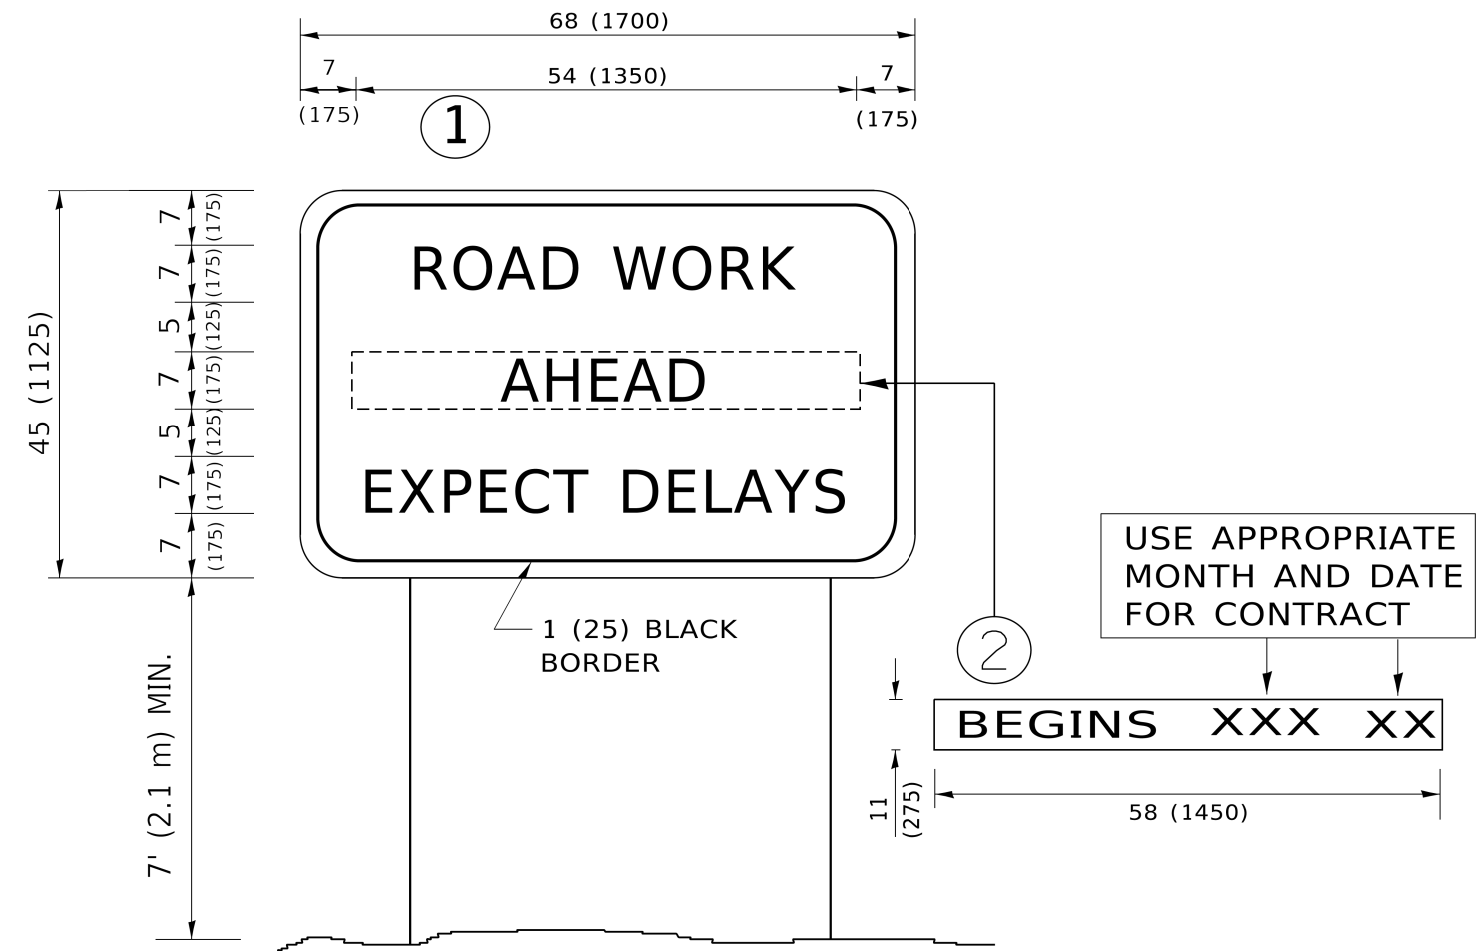 68 (1700)
7
54 (1350)
7
(175)
(175)
1
7 (175)
7 (175)
5 (125)
7 (175)
5 (125)
7 (175)
7 (175)
45 (1125)
ROAD WORK
AHEAD
EXPECT DELAYS
1 (25) BLACK
BORDER
7' (2.1 m) MIN.
2
USE APPROPRIATE
MONTH AND DATE
FOR CONTRACT
BEGINS XXX XX
11
(275)
58 (1450)